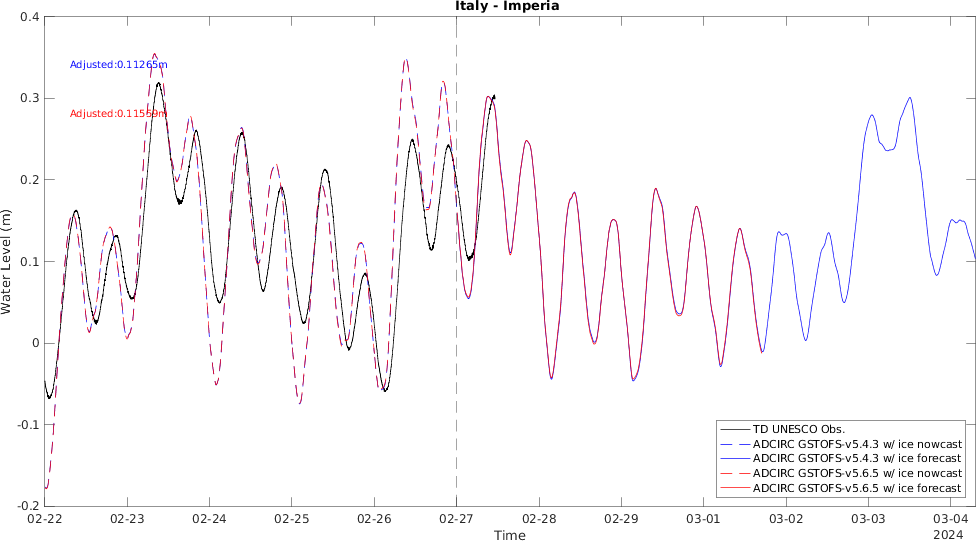 Italy - Imperia
0.4
0.3
0.2
0.1
0
-0.1
-0.2
Water Level (m)
Adjusted:0.11265m
Adjusted:0.11569m
TD UNESCO Obs.
ADCIRC GSTOFS-v5.4.3 w/ ice nowcast
ADCIRC GSTOFS-v5.4.3 w/ ice forecast
ADCIRC GSTOFS-v5.6.5 w/ ice nowcast
ADCIRC GSTOFS-v5.6.5 w/ ice forecast
02-22 02-23 02-24 02-25 02-26 02-27 02-28 02-29 03-01 03-02 03-03 03-04
Time
2024